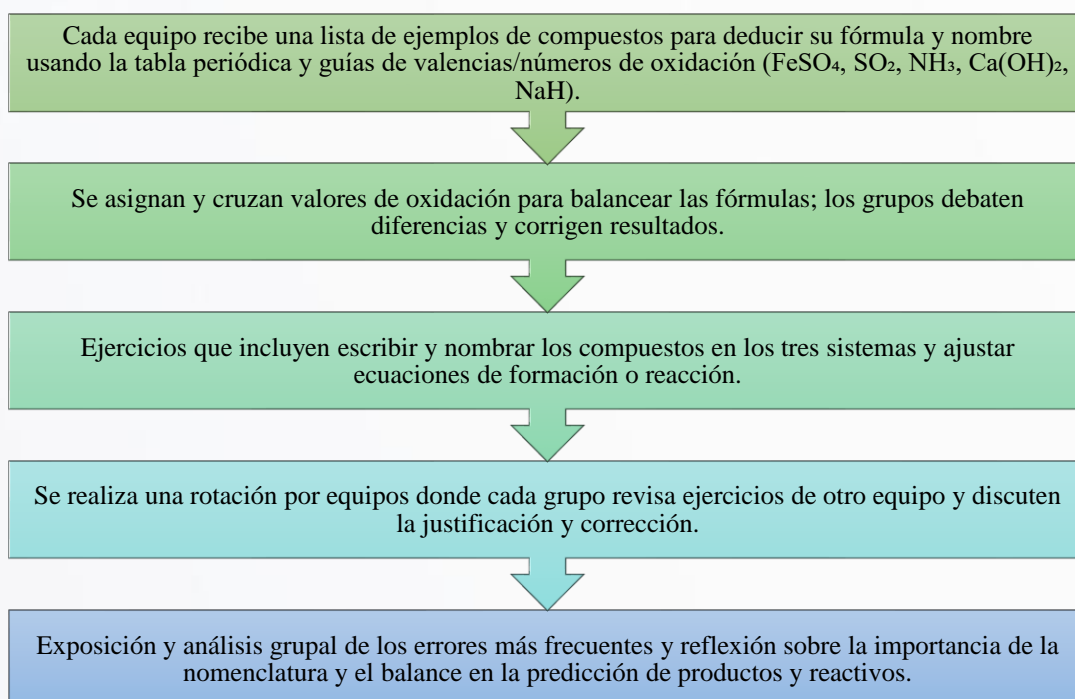 Cada equipo recibe una lista de ejemplos de compuestos para deducir su fórmula y nombre
usando la tabla periódica y guías de valencias/números de oxidación (FeSO₄, SO₂, NH₃, Ca(OH)₂,
NaH).
Se asignan y cruzan valores de oxidación para balancear las fórmulas; los grupos debaten
diferencias y corrigen resultados.
Ejercicios que incluyen escribir y nombrar los compuestos en los tres sistemas y ajustar
ecuaciones de formación o reacción.
Se realiza una rotación por equipos donde cada grupo revisa ejercicios de otro equipo y discuten
la justificación y corrección.
Exposición y análisis grupal de los errores más frecuentes y reflexión sobre la importancia de la
nomenclatura y el balance en la predicción de productos y reactivos.